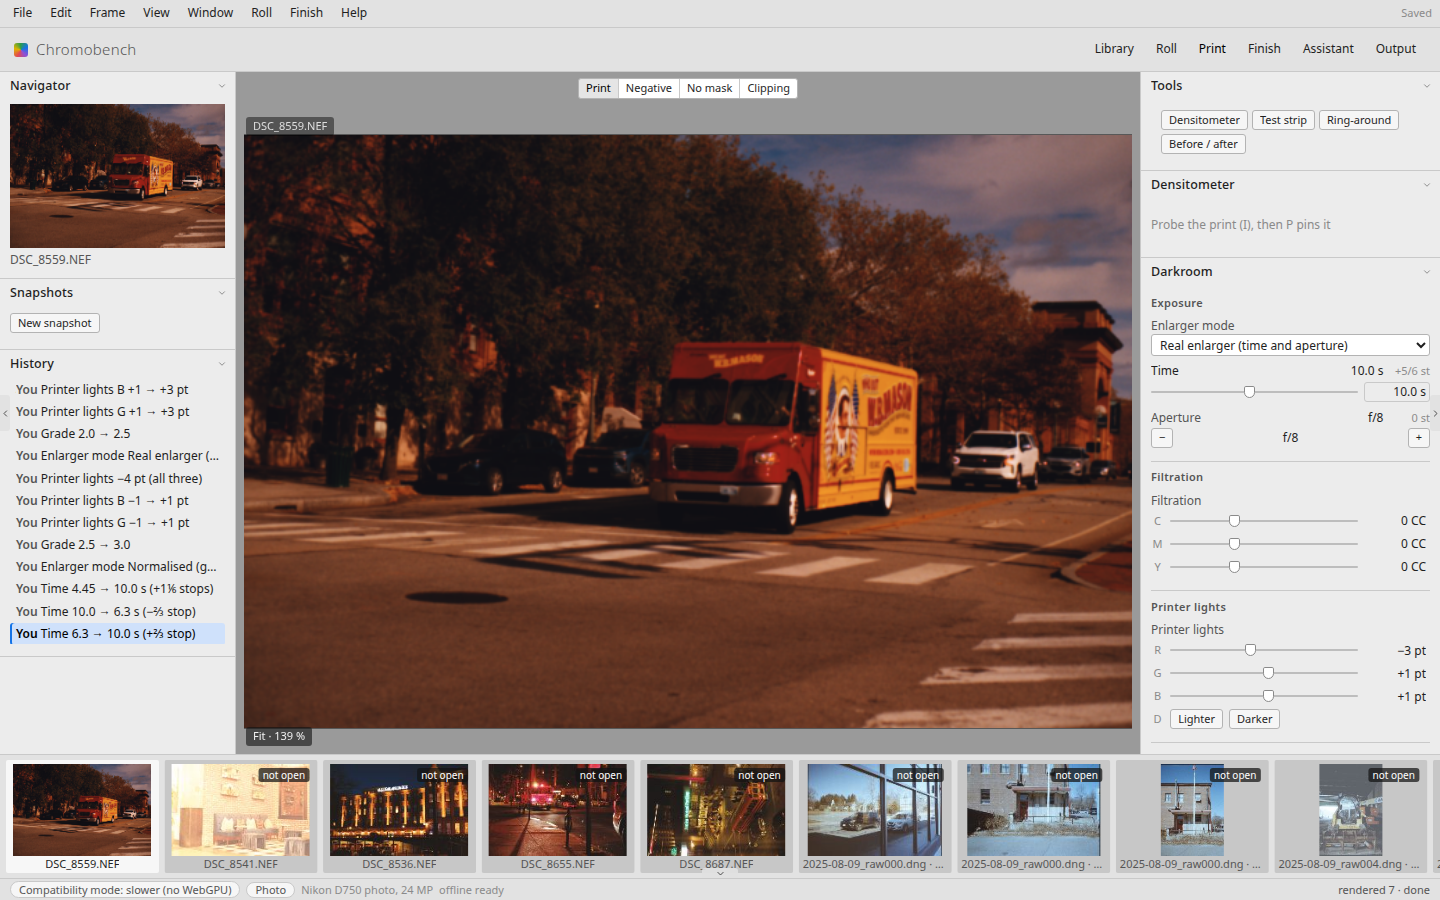 File Edit Frame View Window Roll Finish Help Saved
Chromobench Library Roll Print Finish Assistant Output
Navigator
DSC_8559.NEF
Snapshots
New snapshot
History
You Printer lights B +1 → +3 pt
You Printer lights G +1 → +3 pt
You Grade 2.0 → 2.5
You Enlarger mode Real enlarger (...
You Printer lights −4 pt (all three)
You Printer lights B −1 → +1 pt
You Printer lights G −1 → +1 pt
You Grade 2.5 → 3.0
You Enlarger mode Normalised (g...
You Time 4.45 → 10.0 s (+1⅙ stops)
You Time 10.0 → 6.3 s (−⅔ stop)
You Time 6.3 → 10.0 s (+⅔ stop)
Print Negative No mask Clipping
DSC_8559.NEF
Fit · 139 %
Tools
Densitometer Test strip Ring-around
Before / after
Densitometer
Probe the print (I), then P pins it
Darkroom
Exposure
Enlarger mode
Real enlarger (time and aperture)
Time 10.0 s +5/6 st
10.0 s
Aperture f/8 0 st
− f/8 +
Filtration
Filtration
C 0 CC
M 0 CC
Y 0 CC
Printer lights
Printer lights
R −3 pt
G +1 pt
B +1 pt
D Lighter Darker
not open not open not open not open not open not open not open not open
DSC_8559.NEF DSC_8541.NEF DSC_8536.NEF DSC_8655.NEF DSC_8687.NEF 2025-08-09_raw000.dng · ... 2025-08-09_raw000.dng · ... 2025-08-09_raw000.dng · ... 2025-08-09_raw004.dng · ...
Compatibility mode: slower (no WebGPU) Photo Nikon D750 photo, 24 MP offline ready rendered 7 · done